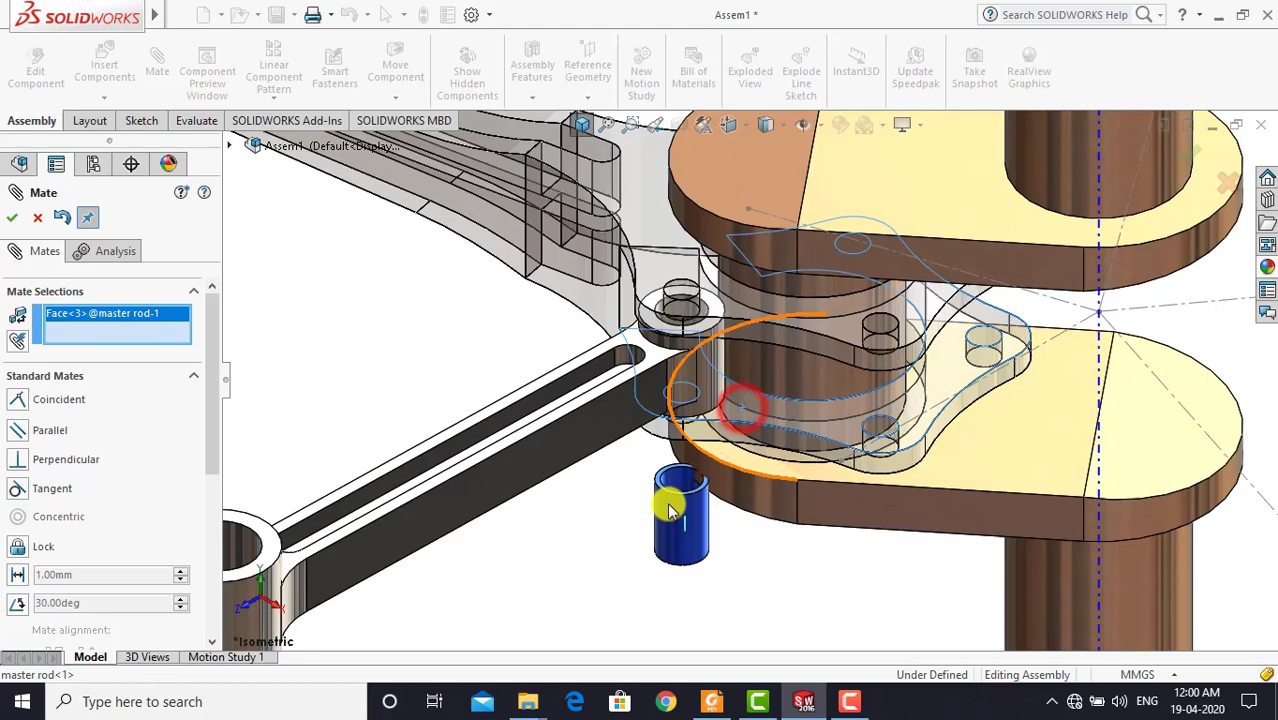 SOLIDWORKS
Assem1 *
Search SOLIDWORKS Help
Edit Component
Insert Components
Mate
Component Preview Window
Linear Component Pattern
Smart Fasteners
Move Component
Show Hidden Components
Assembly Features
Reference Geometry
New Motion Study
Bill of Materials
Exploded View
Explode Line Sketch
Instant3D
Update Speedpak
Take Snapshot
RealView Graphics
Assembly
Layout
Sketch
Evaluate
SOLIDWORKS Add-Ins
SOLIDWORKS MBD
Assem1 (Default<Display...
Mate
Mates
Analysis
Mate Selections
Face<3>@master rod-1
Standard Mates
Coincident
Parallel
Perpendicular
Tangent
Concentric
Lock
1.00mm
30.00deg
Mate alignment:
Y
Z
X
*Isometric
Model
3D Views
Motion Study 1
master rod<1>
Under Defined
Editing Assembly
MMGS
Type here to search
SW
2016
ENG
12:00 AM
19-04-2020